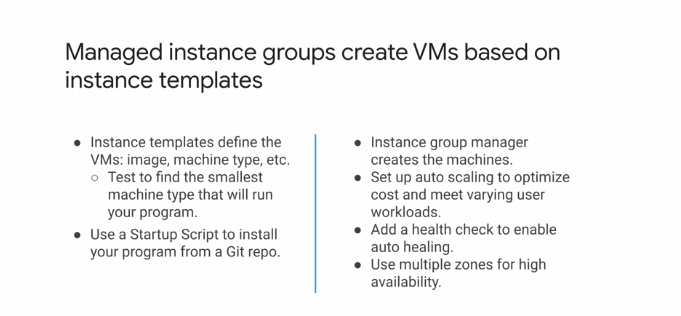 Managed instance groups create VMs based on
instance templates
● Instance templates define the
VMs: image, machine type, etc.
○ Test to find the smallest
machine type that will run
your program.
● Use a Startup Script to install
your program from a Git repo.
● Instance group manager
creates the machines.
● Set up auto scaling to optimize
cost and meet varying user
workloads.
● Add a health check to enable
auto healing.
● Use multiple zones for high
availability.